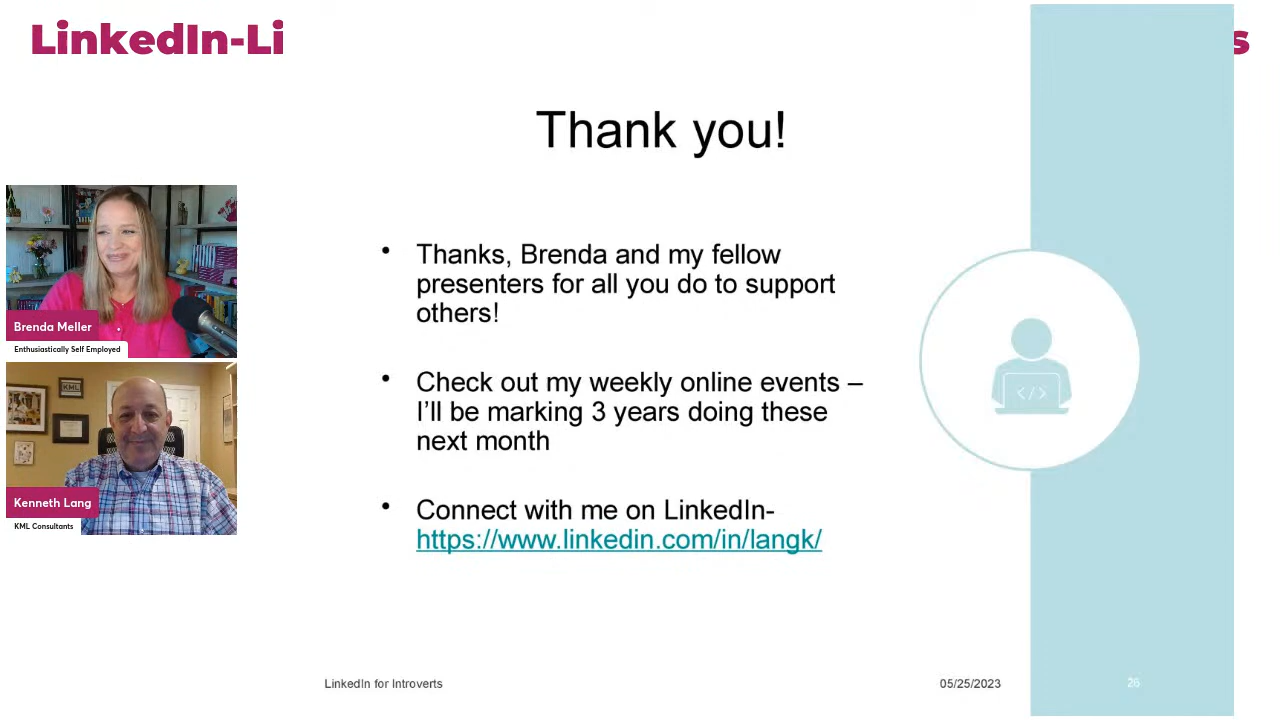 LinkedIn-Li
s
Thank you!
• Thanks, Brenda and my fellow
presenters for all you do to support
others!
• Check out my weekly online events –
I'll be marking 3 years doing these
next month
• Connect with me on LinkedIn-
https://www.linkedin.com/in/langk/
Brenda Meller
Enthusiastically Self Employed
KML
Kenneth Lang
KML Consultants
</>
LinkedIn for Introverts
05/25/2023
26